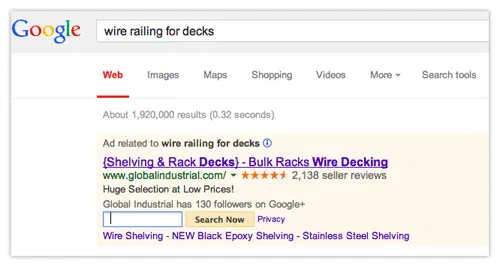 Google wire railing for decks
Web Images Maps Shopping Videos More Search tools
About 1,920,000 results (0.32 seconds)
Ad related to wire railing for decks
{Shelving & Rack Decks} - Bulk Racks Wire Decking
www.globalindustrial.com/ 2,138 seller reviews
Huge Selection at Low Prices!
Global Industrial has 130 followers on Google+
Search Now Privacy
Wire Shelving - NEW Black Epoxy Shelving - Stainless Steel Shelving